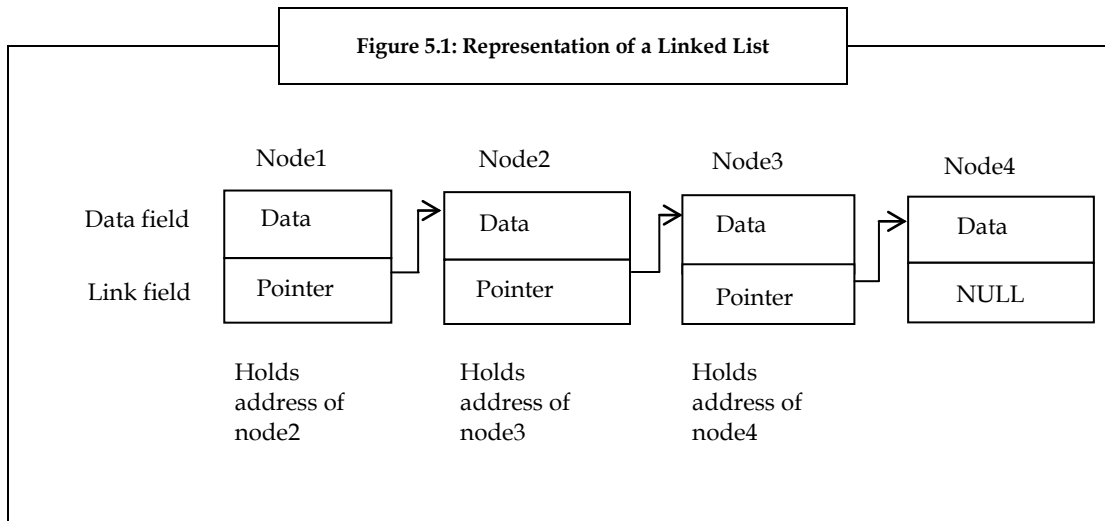 Figure 5.1: Representation of a Linked List
Node1 Node2 Node3 Node4
Data field Data Data Data Data
Link field Pointer Pointer Pointer NULL
Holds address of node2
Holds address of node3
Holds address of node4